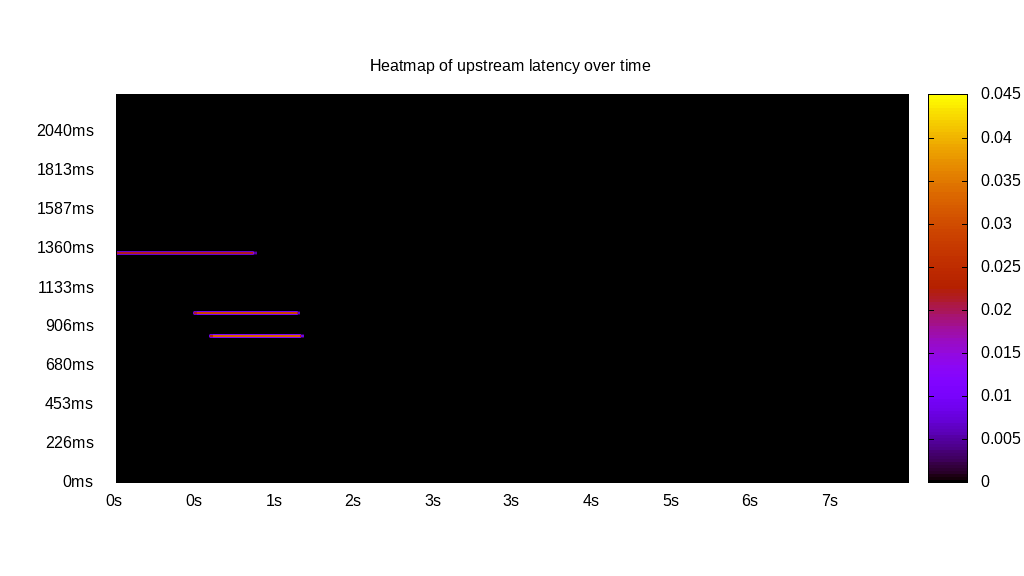 Heatmap of upstream latency over time
2040ms
1813ms
1587ms
1360ms
1133ms
906ms
680ms
453ms
226ms
0ms
0s 0s 1s 2s 3s 3s 4s 5s 6s 7s
0.045
0.04
0.035
0.03
0.025
0.02
0.015
0.01
0.005
0